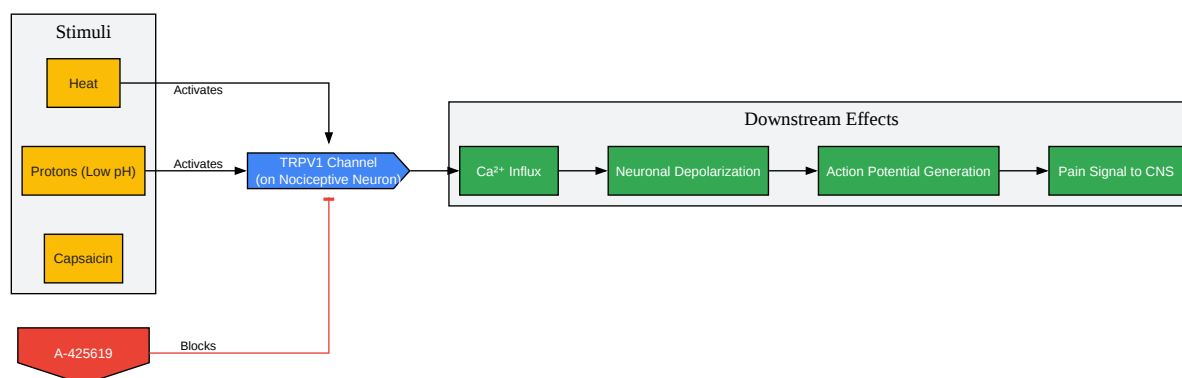 Stimuli
Heat
Activates
Protons (Low pH)
Activates
Capsaicin
A-425619
Blocks
TRPV1 Channel
(on Nociceptive Neuron)
Downstream Effects
Ca²⁺ Influx
Neuronal Depolarization
Action Potential Generation
Pain Signal to CNS